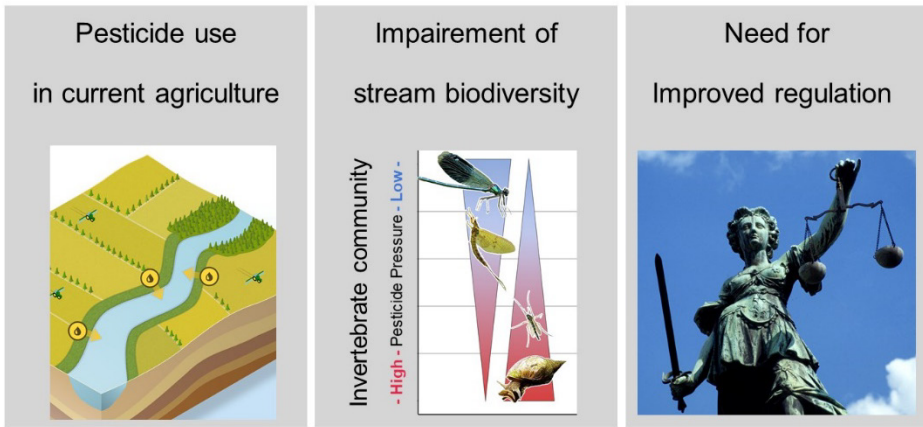 Pesticide use
in current agriculture
Impairement of
stream biodiversity
Invertebrate community
- High - Pesticide Pressure - Low -
Need for
Improved regulation